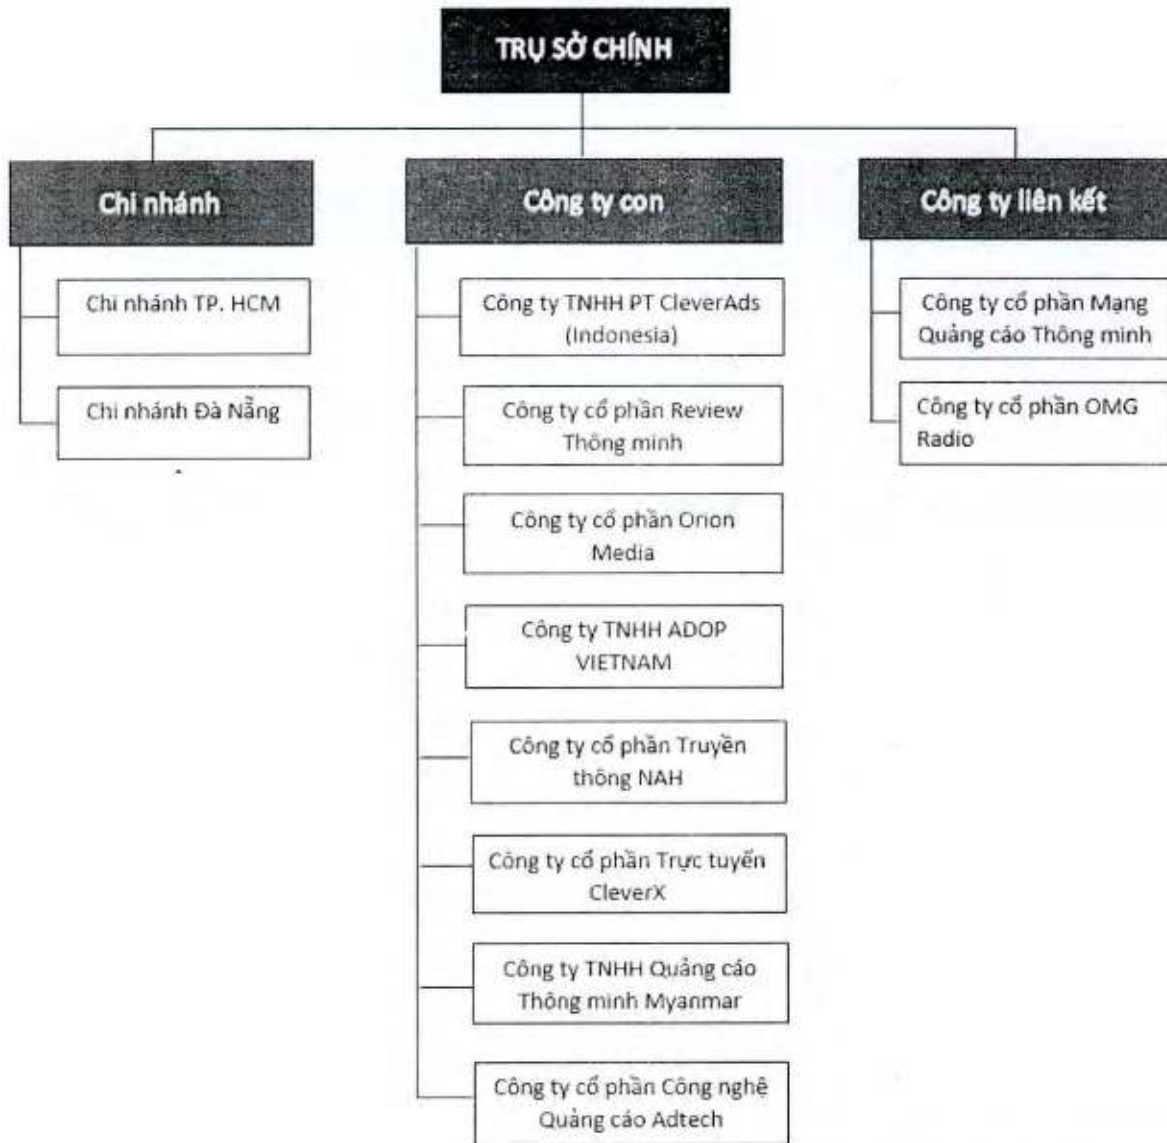 TRỤ SỞ CHÍNH
Chi nhánh
Chi nhánh TP. HCM
Chi nhánh Đà Nẵng
Công ty con
Công ty TNHH PT CleverAds
(Indonesia)
Công ty cổ phần Review
Thông minh
Công ty cổ phần Orion
Media
Công ty TNHH ADOP
VIETNAM
Công ty cổ phần Truyền
thông NAH
Công ty cổ phần Trực tuyến
CleverX
Công ty TNHH Quảng cáo
Thông minh Myanmar
Công ty cổ phần Công nghệ
Quảng cáo Adtech
Công ty liên kết
Công ty cổ phần Mạng
Quảng cáo Thông minh
Công ty cổ phần OMG
Radio